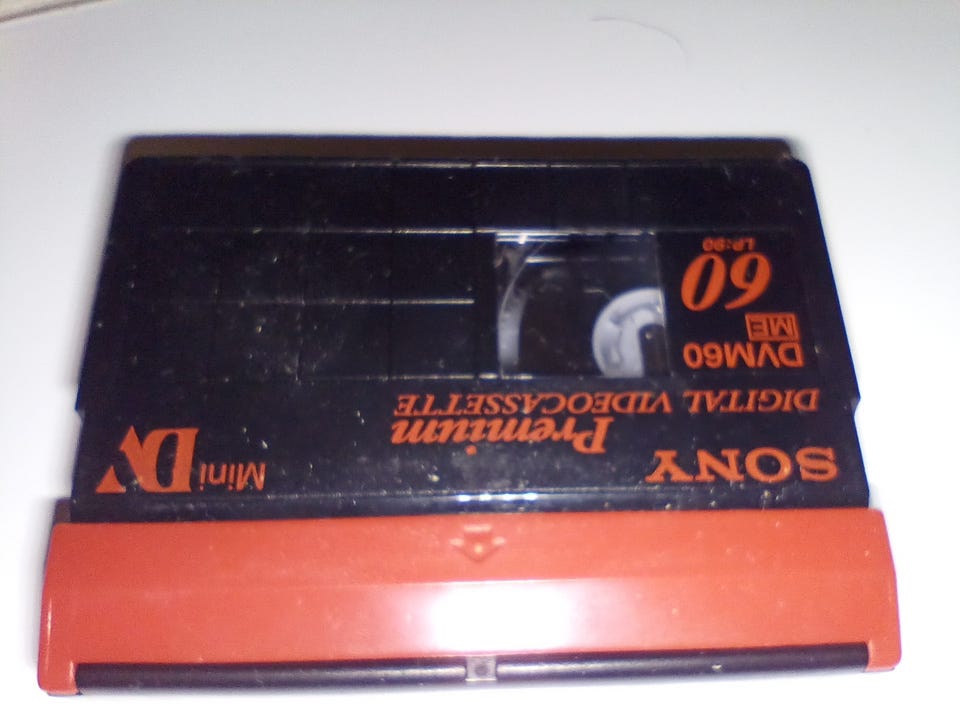 SONY
Mini DV
Premium
DIGITAL VIDEOCASSETTE
DVM60
ME
60
LP:90